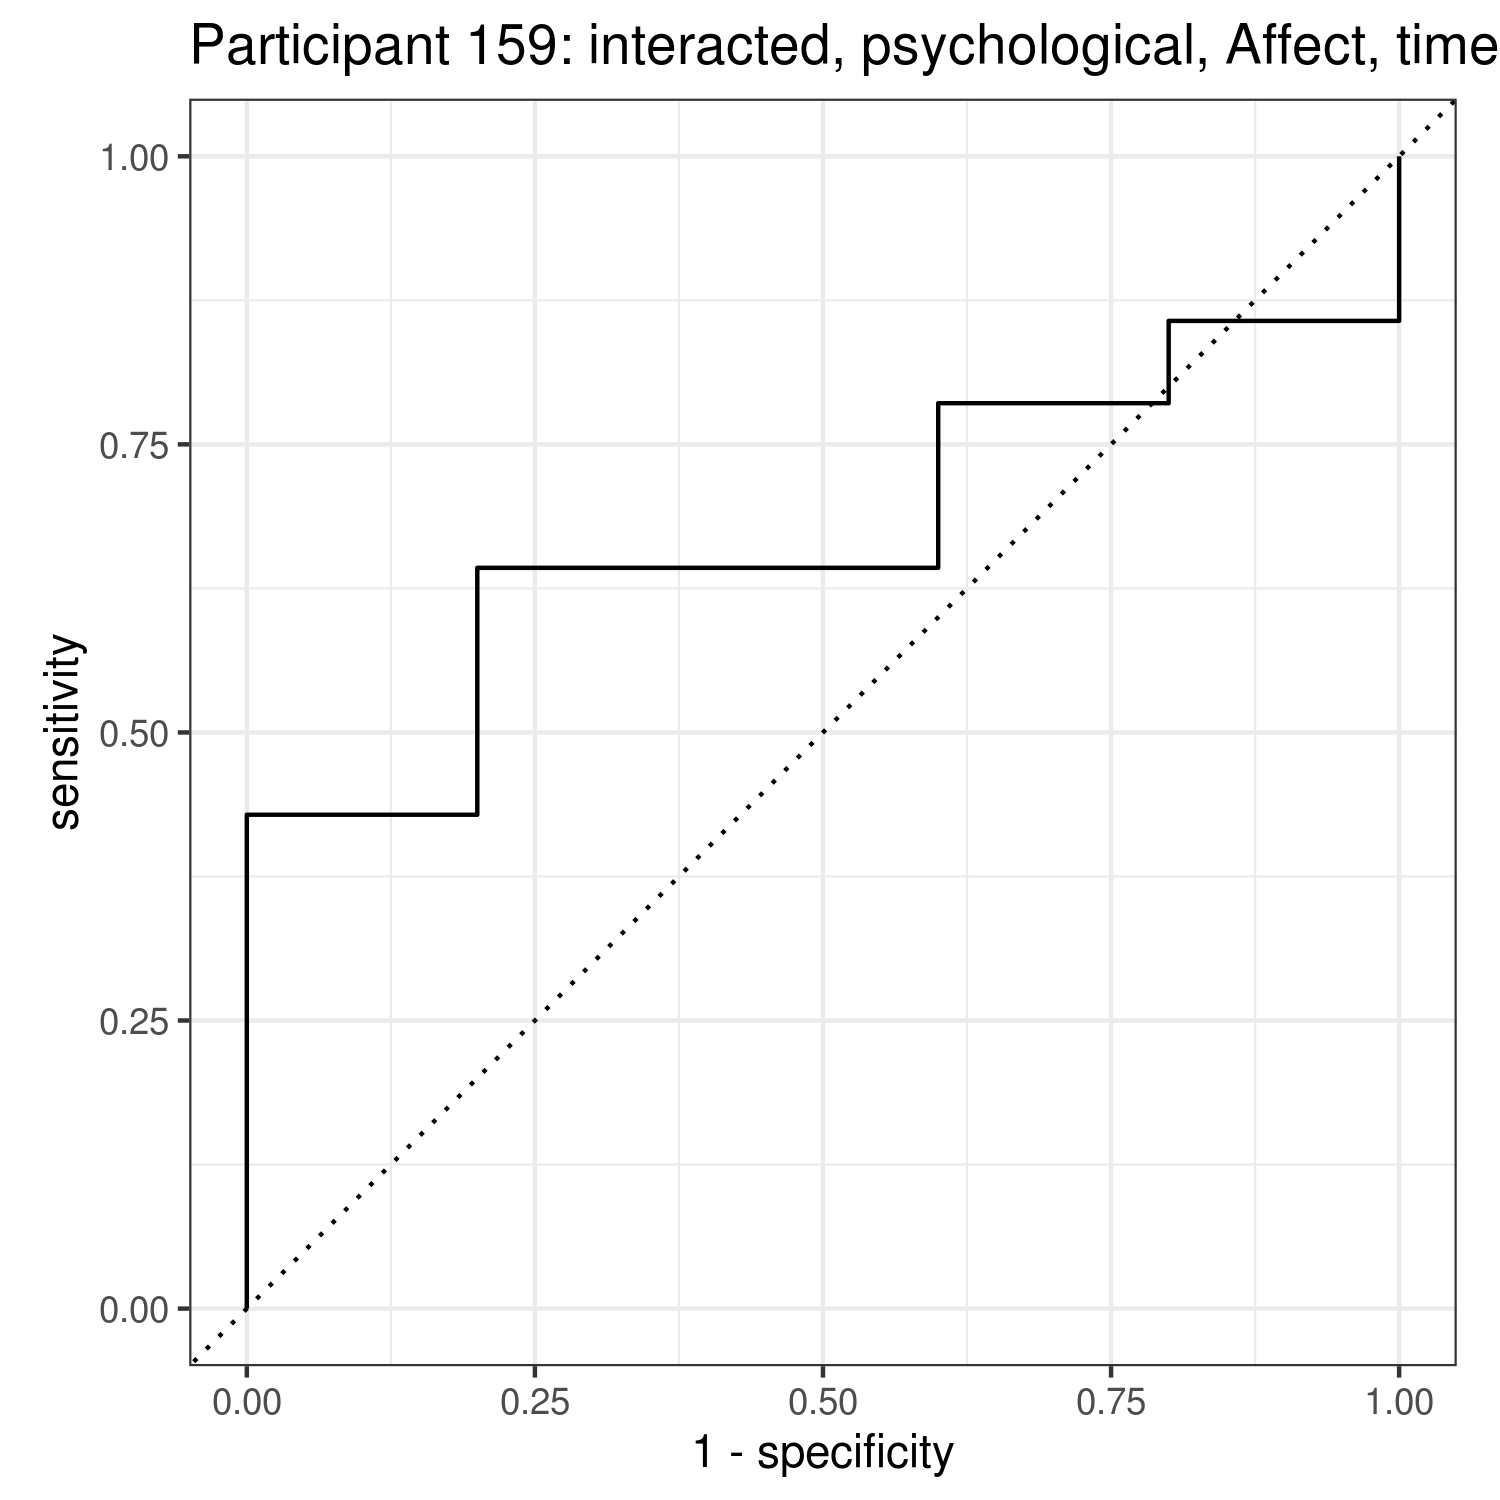 Participant 159: interacted, psychological, Affect, time
1.00
0.75
0.50
0.25
0.00
sensitivity
0.00 0.25 0.50 0.75 1.00
1 - specificity